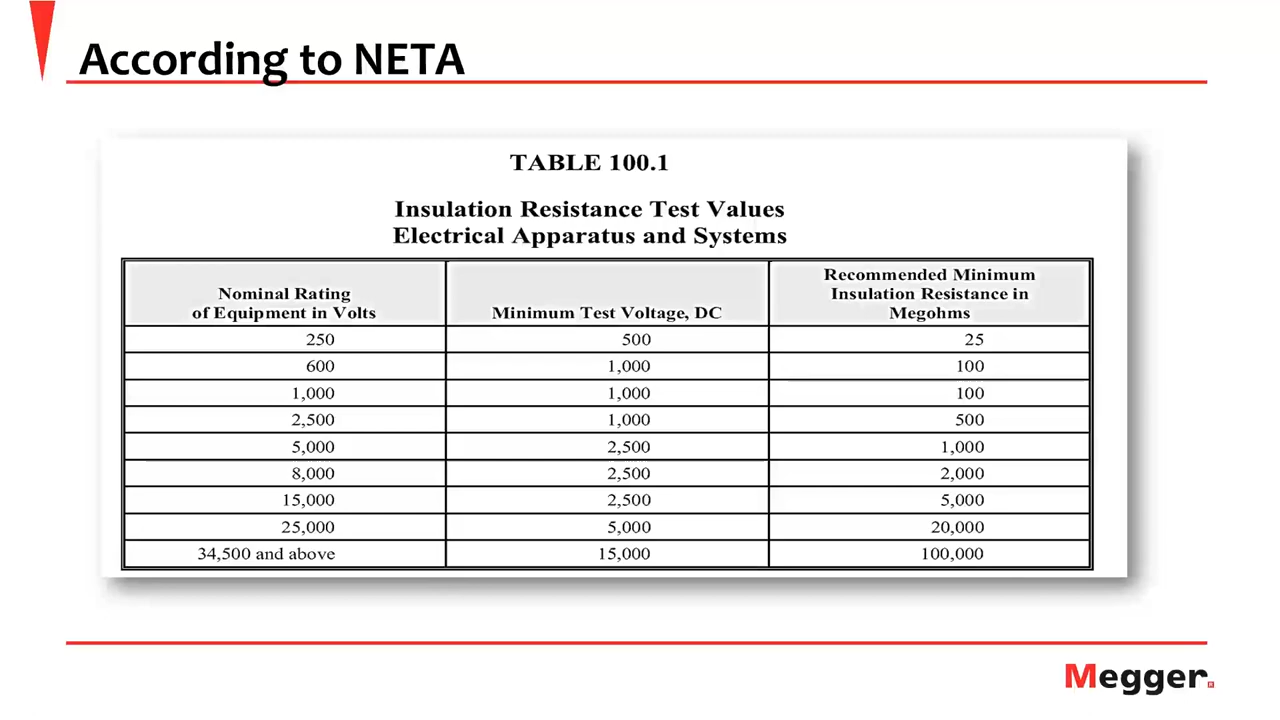 According to NETA
TABLE 100.1
Insulation Resistance Test Values
Electrical Apparatus and Systems
Nominal Rating of Equipment in Volts | Minimum Test Voltage, DC | Recommended Minimum Insulation Resistance in Megohms
250 500 25
600 1,000 100
1,000 1,000 100
2,500 1,000 500
5,000 2,500 1,000
8,000 2,500 2,000
15,000 2,500 5,000
25,000 5,000 20,000
34,500 and above 15,000 100,000
Megger